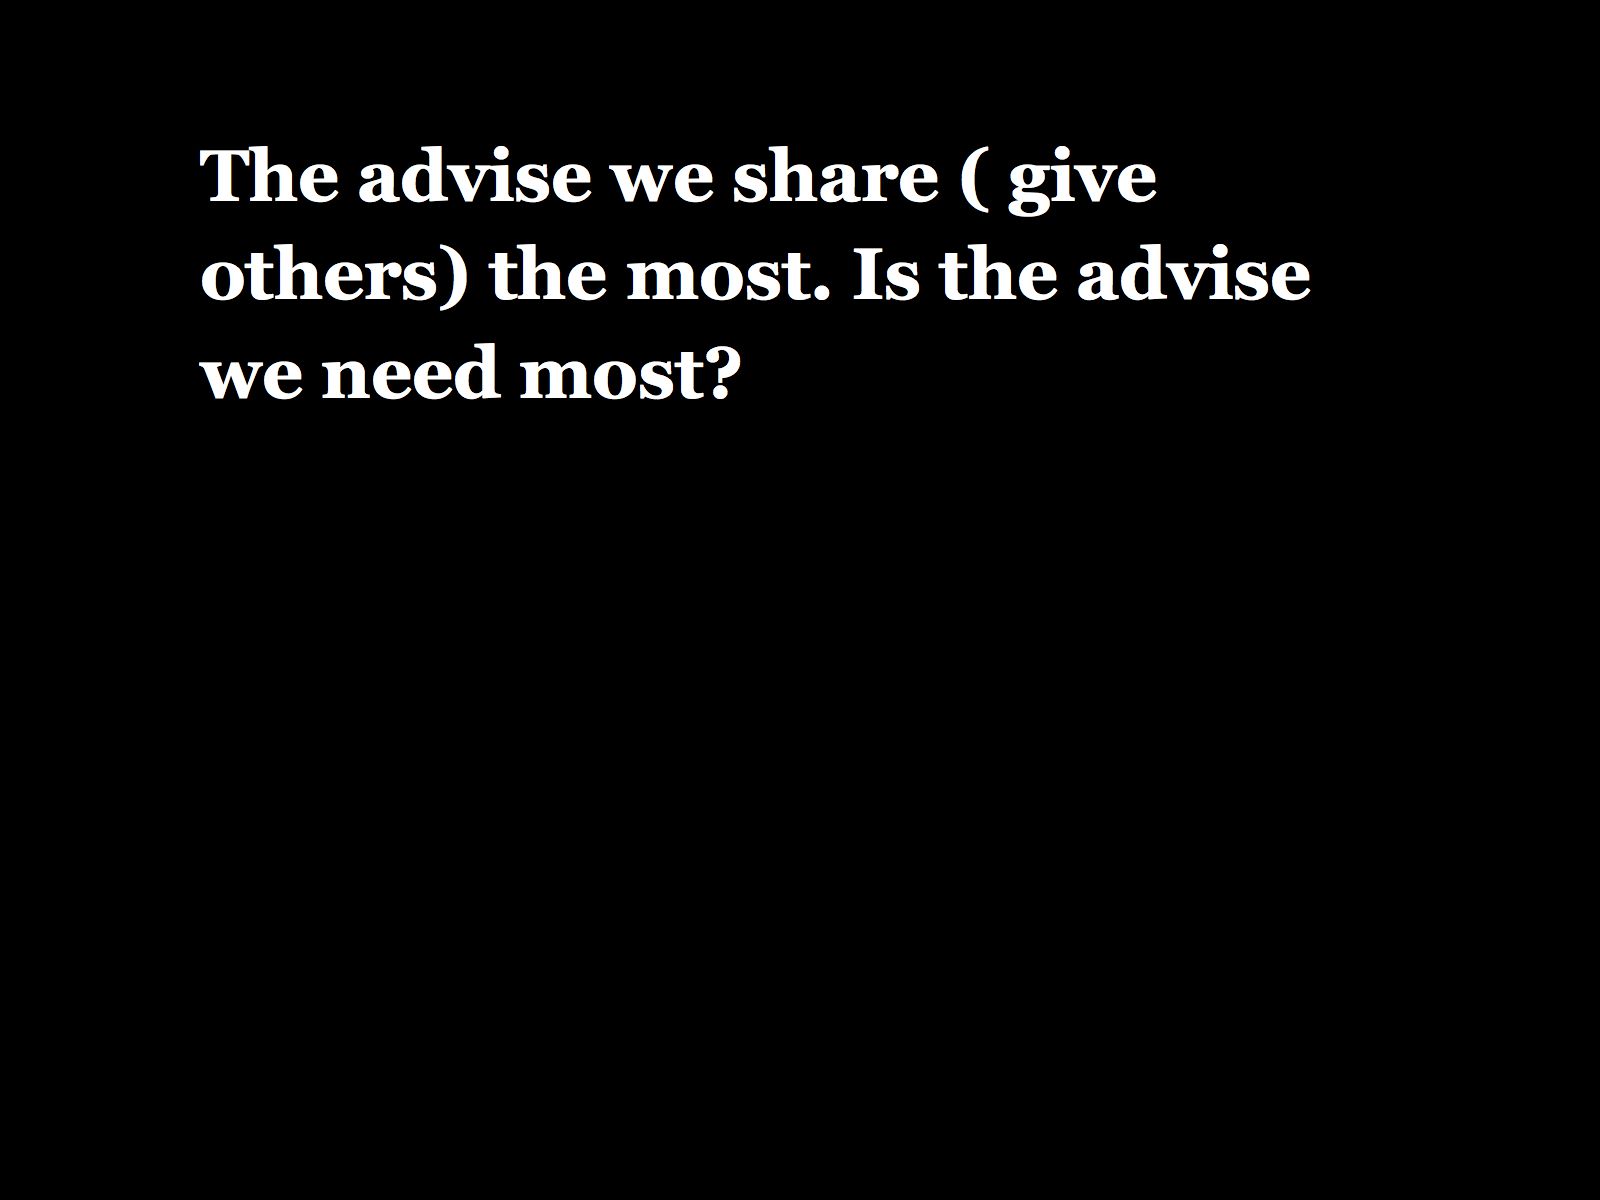 The advise we share ( give
others) the most. Is the advise
we need most?